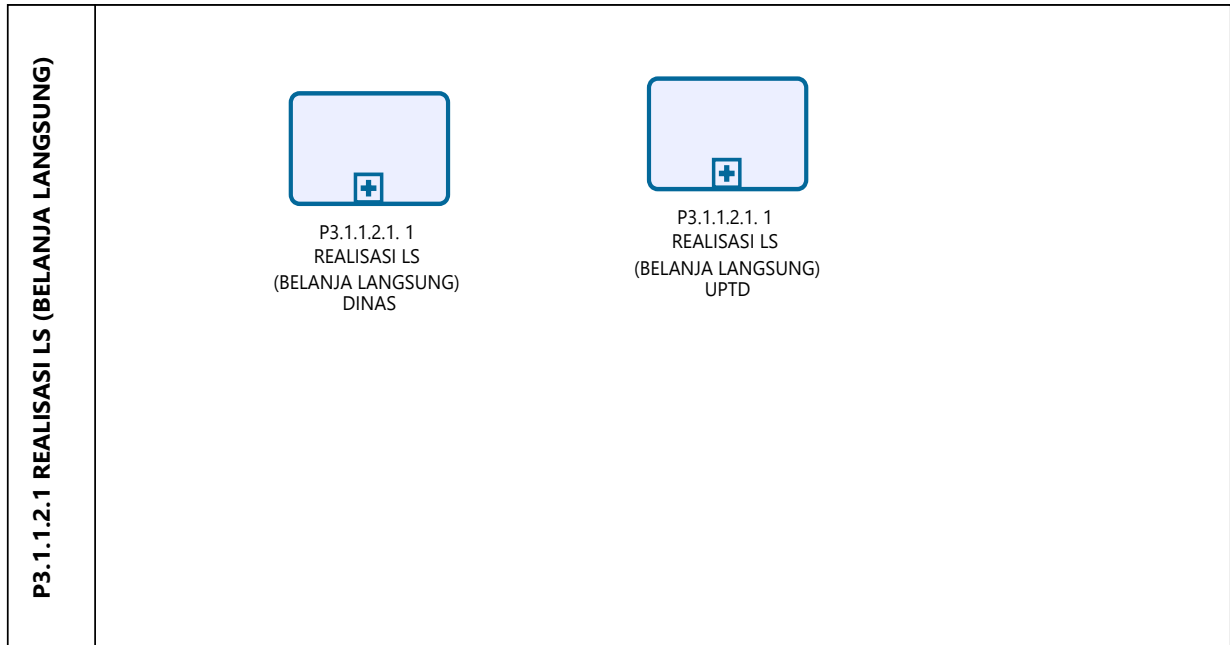 P3.1.1.2.1 REALISASI LS (BELANJA LANGSUNG)
P3.1.1.2.1. 1
REALISASI LS
(BELANJA LANGSUNG)
DINAS
P3.1.1.2.1. 1
REALISASI LS
(BELANJA LANGSUNG)
UPTD